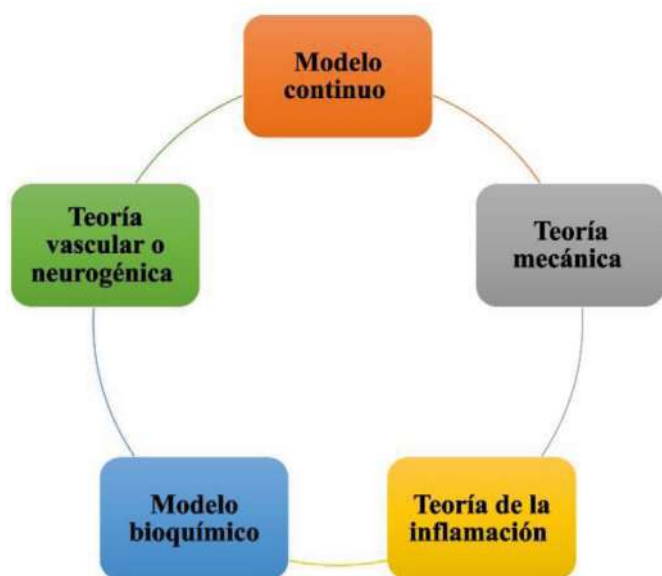 Modelo
continuo
Teoría
mecánica
Teoría de la
inflamación
Modelo
bioquímico
Teoría
vascular o
neurogénica